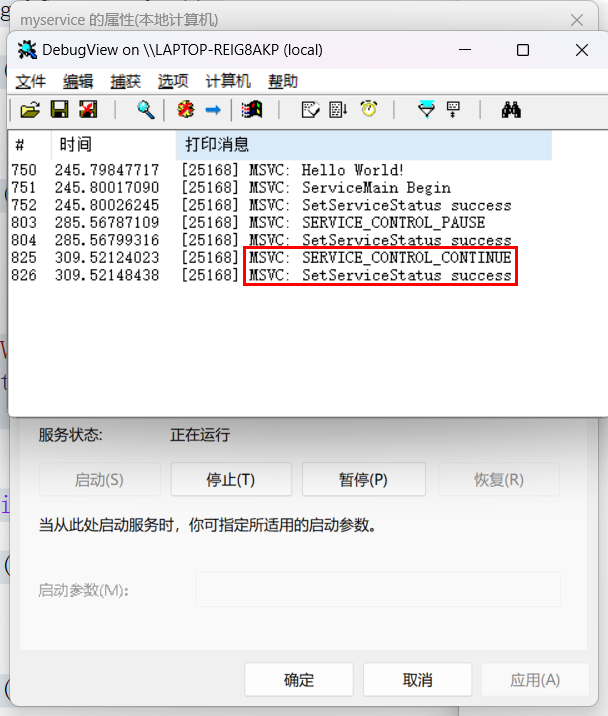 myservice 的属性(本地计算机)
DebugView on \\LAPTOP-REIG8AKP (local)
文件 编辑 捕获 选项 计算机 帮助
# 时间 打印消息
750 245.79847717 [25168] MSVC: Hello World!
751 245.80017090 [25168] MSVC: ServiceMain Begin
752 245.80026245 [25168] MSVC: SetServiceStatus success
803 285.56787109 [25168] MSVC: SERVICE_CONTROL_PAUSE
804 285.56799316 [25168] MSVC: SetServiceStatus success
825 309.52124023 [25168] MSVC: SERVICE_CONTROL_CONTINUE
826 309.52148438 [25168] MSVC: SetServiceStatus success
服务状态: 正在运行
启动(S) 停止(T) 暂停(P) 恢复(R)
当从此处启动服务时，你可指定所适用的启动参数。
启动参数(M):
确定 取消 应用(A)